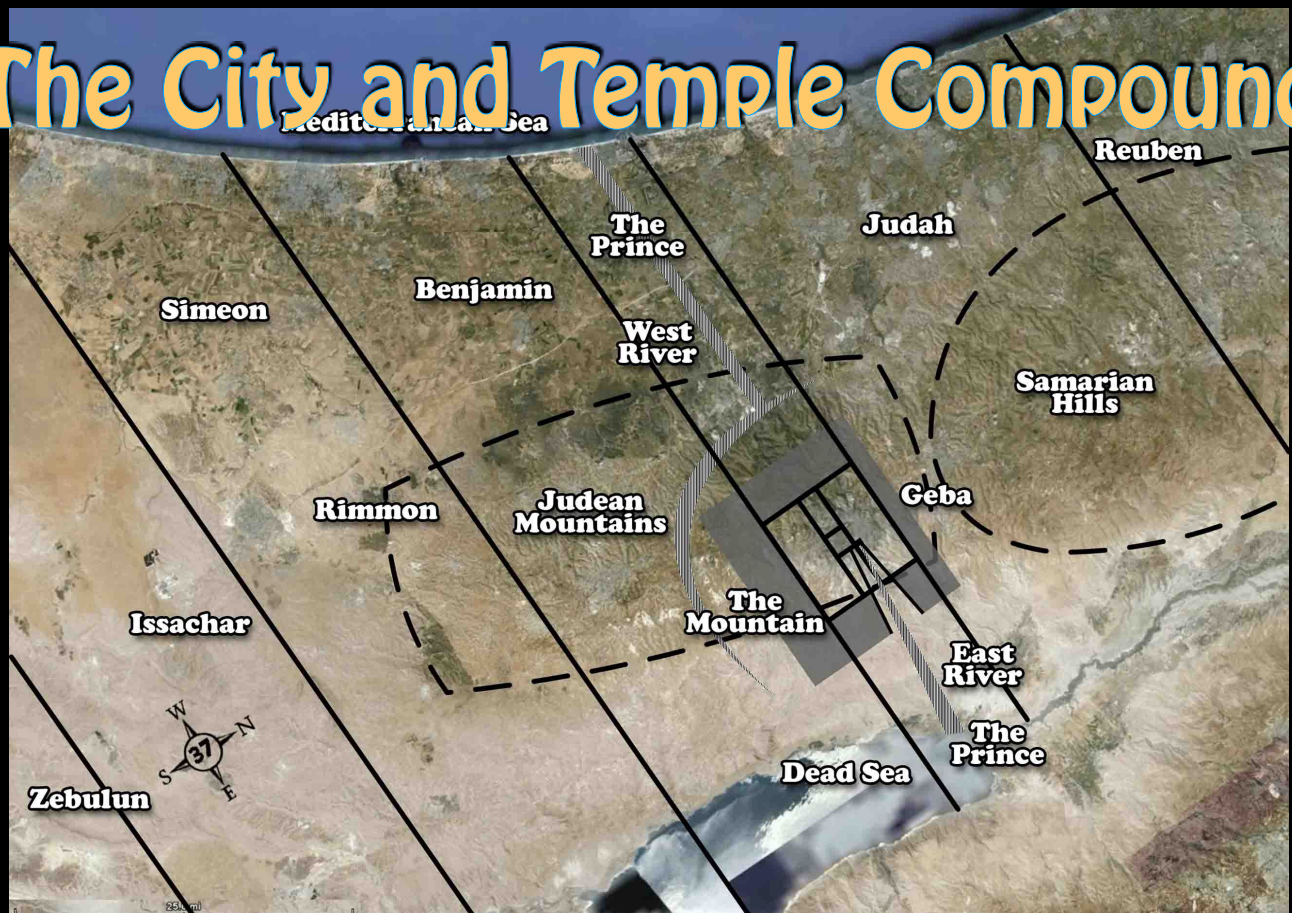 The City and Temple Compound
Mediterranean Sea
Reuben
The
Prince
Judah
Benjamin
Simeon
West
River
Samarian
Hills
Geba
Rimmon
Judean
Mountains
The
Mountain
Issachar
East
River
W
N
37
S
E
The
Prince
Dead Sea
Zebulun